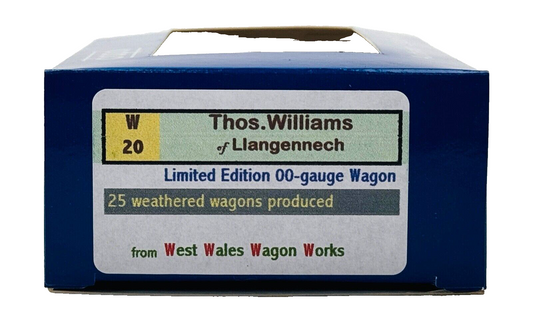 W
20
Thos.Williams
of Llangennech
Limited Edition 00-gauge Wagon
25 weathered wagons produced
from West Wales Wagon Works